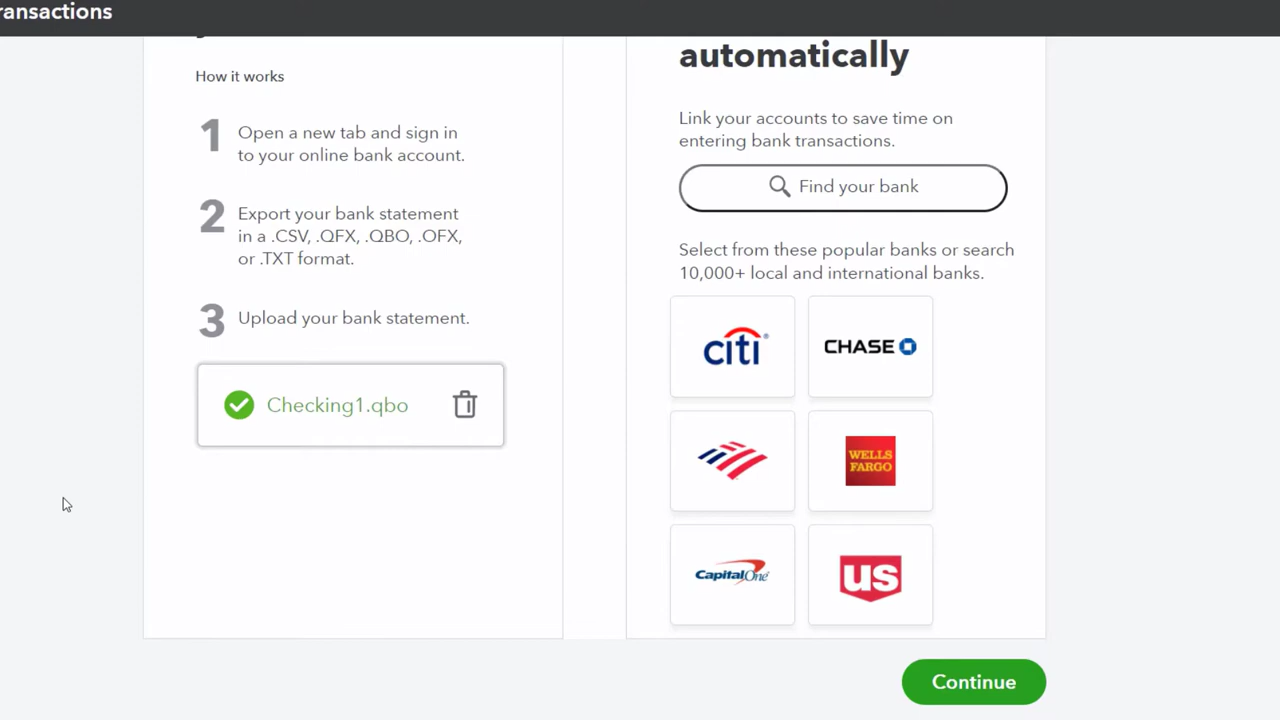 ransactions
How it works
1
Open a new tab and sign in
to your online bank account.
2
Export your bank statement
in a .CSV, .QFX, .QBO, .OFX,
or .TXT format.
3
Upload your bank statement.
Checking1.qbo
automatically
Link your accounts to save time on
entering bank transactions.
Find your bank
Select from these popular banks or search
10,000+ local and international banks.
citi®
CHASE
WELLS
FARGO
Capital One
us
Continue